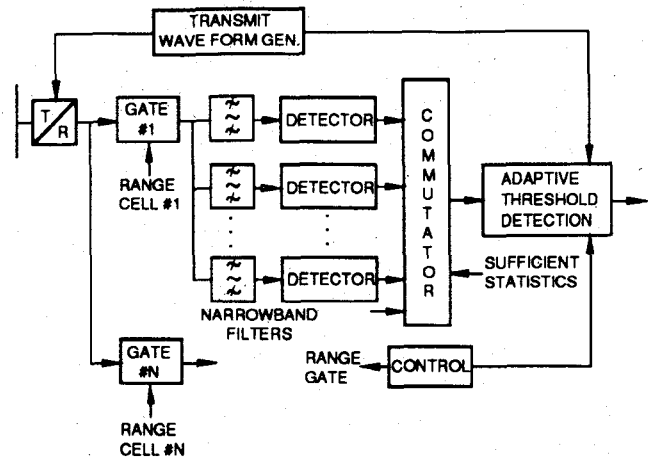 TRANSMIT
WAVE FORM GEN.
T
R
GATE
#1
RANGE
CELL #1
DETECTOR
DETECTOR
DETECTOR
NARROWBAND
FILTERS
COMMUTATOR
ADAPTIVE
THRESHOLD
DETECTION
SUFFICIENT
STATISTICS
GATE
#N
RANGE
CELL #N
RANGE
GATE
CONTROL